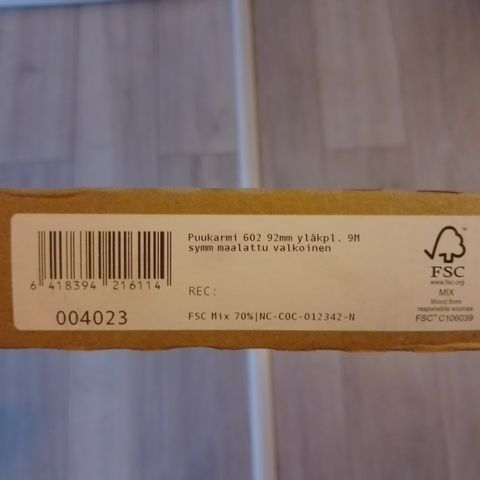 Puukarmi 602 92mm yläkpl. 9M
symm maalattu valkoinen
6 418394 216114
REC:
004023
FSC Mix 70%|NC-COC-012342-N
FSC
www.fsc.org
MIX
Wood from
responsible sources
FSC™ C106039